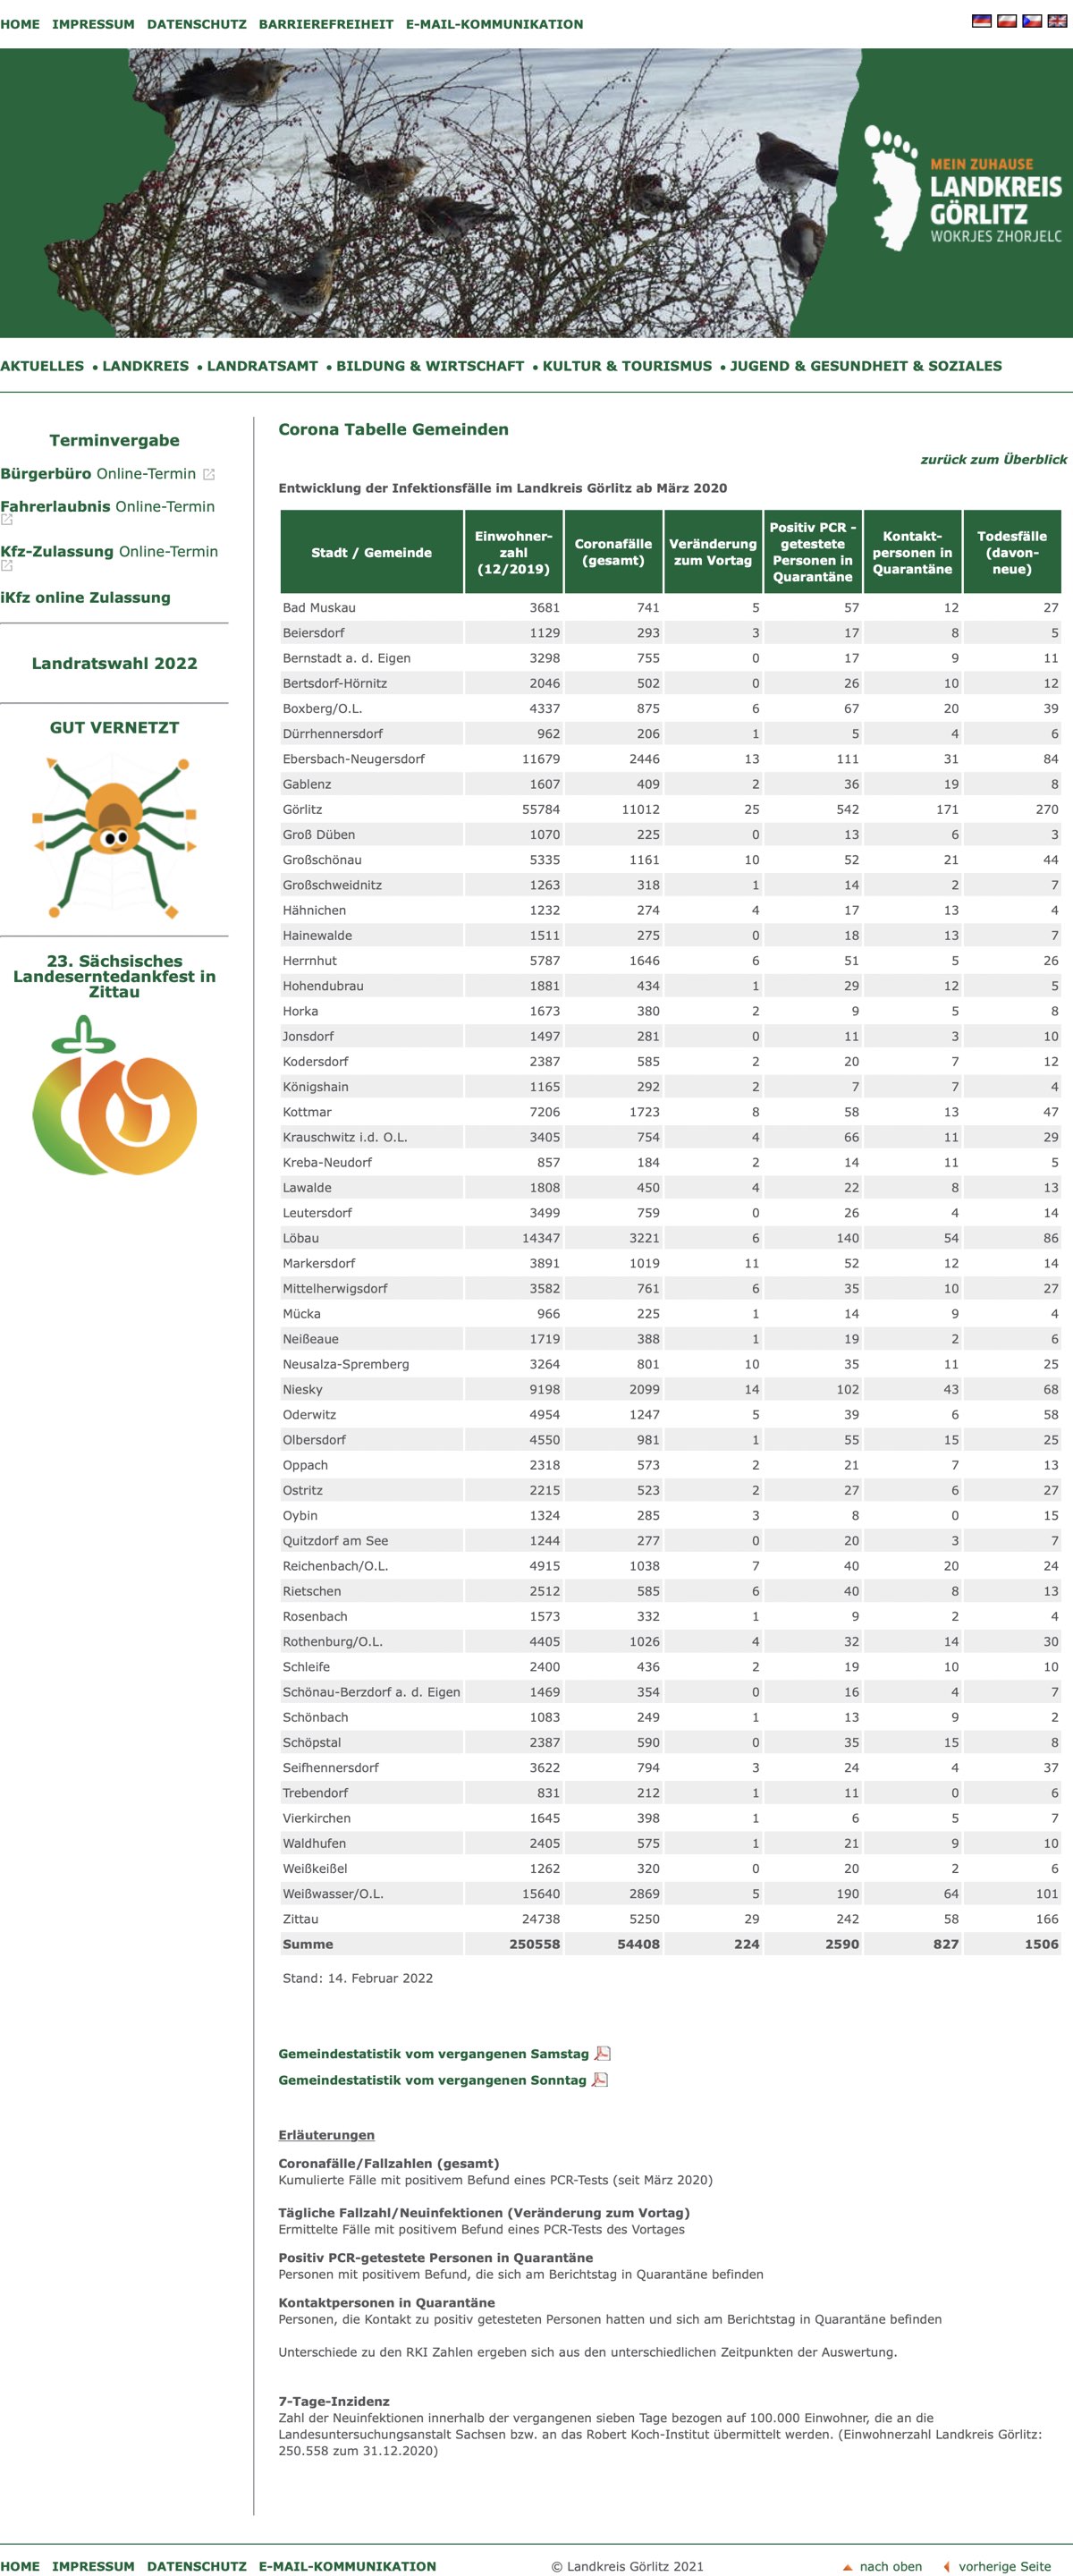 HOME IMPRESSUM DATENSCHUTZ BARRIEREFREIHEIT E-MAIL-KOMMUNIKATION
MEIN ZUHAUSE
LANDKREIS
GÖRLITZ
WOKRJES ZHORJELC
AKTUELLES • LANDKREIS • LANDRATSAMT • BILDUNG & WIRTSCHAFT • KULTUR & TOURISMUS • JUGEND & GESUNDHEIT & SOZIALES
Terminvergabe
Bürgerbüro Online-Termin
Fahrerlaubnis Online-Termin
Kfz-Zulassung Online-Termin
iKfz online Zulassung
Landratswahl 2022
GUT VERNETZT
23. Sächsisches
Landeserntedankfest in
Zittau
Corona Tabelle Gemeinden
zurück zum Überblick
Entwicklung der Infektionsfälle im Landkreis Görlitz ab März 2020
Stadt / Gemeinde Einwohner-zahl (12/2019) Coronafälle (gesamt) Veränderung zum Vortag Positiv PCR - getestete Personen in Quarantäne Kontakt-personen in Quarantäne Todesfälle (davon-neue)
Bad Muskau 3681 741 5 57 12 27
Beiersdorf 1129 293 3 17 8 5
Bernstadt a. d. Eigen 3298 755 0 17 9 11
Bertsdorf-Hörnitz 2046 502 0 26 10 12
Boxberg/O.L. 4337 875 6 67 20 39
Dürrhennersdorf 962 206 1 5 4 6
Ebersbach-Neugersdorf 11679 2446 13 111 31 84
Gablenz 1607 409 2 36 19 8
Görlitz 55784 11012 25 542 171 270
Groß Düben 1070 225 0 13 6 3
Großschönau 5335 1161 10 52 21 44
Großschweidnitz 1263 318 1 14 2 7
Hähnichen 1232 274 4 17 13 4
Hainewalde 1511 275 0 18 13 7
Herrnhut 5787 1646 6 51 5 26
Hohendubrau 1881 434 1 29 12 5
Horka 1673 380 2 9 5 8
Jonsdorf 1497 281 0 11 3 10
Kodersdorf 2387 585 2 20 7 12
Königshain 1165 292 2 7 7 4
Kottmar 7206 1723 8 58 13 47
Krauschwitz i.d. O.L. 3405 754 4 66 11 29
Kreba-Neudorf 857 184 2 14 11 5
Lawalde 1808 450 4 22 8 13
Leutersdorf 3499 759 0 26 4 14
Löbau 14347 3221 6 140 54 86
Markersdorf 3891 1019 11 52 12 14
Mittelherwigsdorf 3582 761 6 35 10 27
Mücka 966 225 1 14 9 4
Neißeaue 1719 388 1 19 2 6
Neusalza-Spremberg 3264 801 10 35 11 25
Niesky 9198 2099 14 102 43 68
Oderwitz 4954 1247 5 39 6 58
Olbersdorf 4550 981 1 55 15 25
Oppach 2318 573 2 21 7 13
Ostritz 2215 523 2 27 6 27
Oybin 1324 285 3 8 0 15
Quitzdorf am See 1244 277 0 20 3 7
Reichenbach/O.L. 4915 1038 7 40 20 24
Rietschen 2512 585 6 40 8 13
Rosenbach 1573 332 1 9 2 4
Rothenburg/O.L. 4405 1026 4 32 14 30
Schleife 2400 436 2 19 10 10
Schönau-Berzdorf a. d. Eigen 1469 354 0 16 4 7
Schönbach 1083 249 1 13 9 2
Schöpstal 2387 590 0 35 15 8
Seifhennersdorf 3622 794 3 24 4 37
Trebendorf 831 212 1 11 0 6
Vierkirchen 1645 398 1 6 5 7
Waldhufen 2405 575 1 21 9 10
Weißkeißel 1262 320 0 20 2 6
Weißwasser/O.L. 15640 2869 5 190 64 101
Zittau 24738 5250 29 242 58 166
Summe 250558 54408 224 2590 827 1506
Stand: 14. Februar 2022
Gemeindestatistik vom vergangenen Samstag
Gemeindestatistik vom vergangenen Sonntag
Erläuterungen
Coronafälle/Fallzahlen (gesamt)
Kumulierte Fälle mit positivem Befund eines PCR-Tests (seit März 2020)
Tägliche Fallzahl/Neuinfektionen (Veränderung zum Vortag)
Ermittelte Fälle mit positivem Befund eines PCR-Tests des Vortages
Positiv PCR-getestete Personen in Quarantäne
Personen mit positivem Befund, die sich am Berichtstag in Quarantäne befinden
Kontaktpersonen in Quarantäne
Personen, die Kontakt zu positiv getesteten Personen hatten und sich am Berichtstag in Quarantäne befinden
Unterschiede zu den RKI Zahlen ergeben sich aus den unterschiedlichen Zeitpunkten der Auswertung.
7-Tage-Inzidenz
Zahl der Neuinfektionen innerhalb der vergangenen sieben Tage bezogen auf 100.000 Einwohner, die an die
Landesuntersuchungsanstalt Sachsen bzw. an das Robert Koch-Institut übermittelt werden. (Einwohnerzahl Landkreis Görlitz:
250.558 zum 31.12.2020)
HOME IMPRESSUM DATENSCHUTZ E-MAIL-KOMMUNIKATION © Landkreis Görlitz 2021 nach oben vorherige Seite